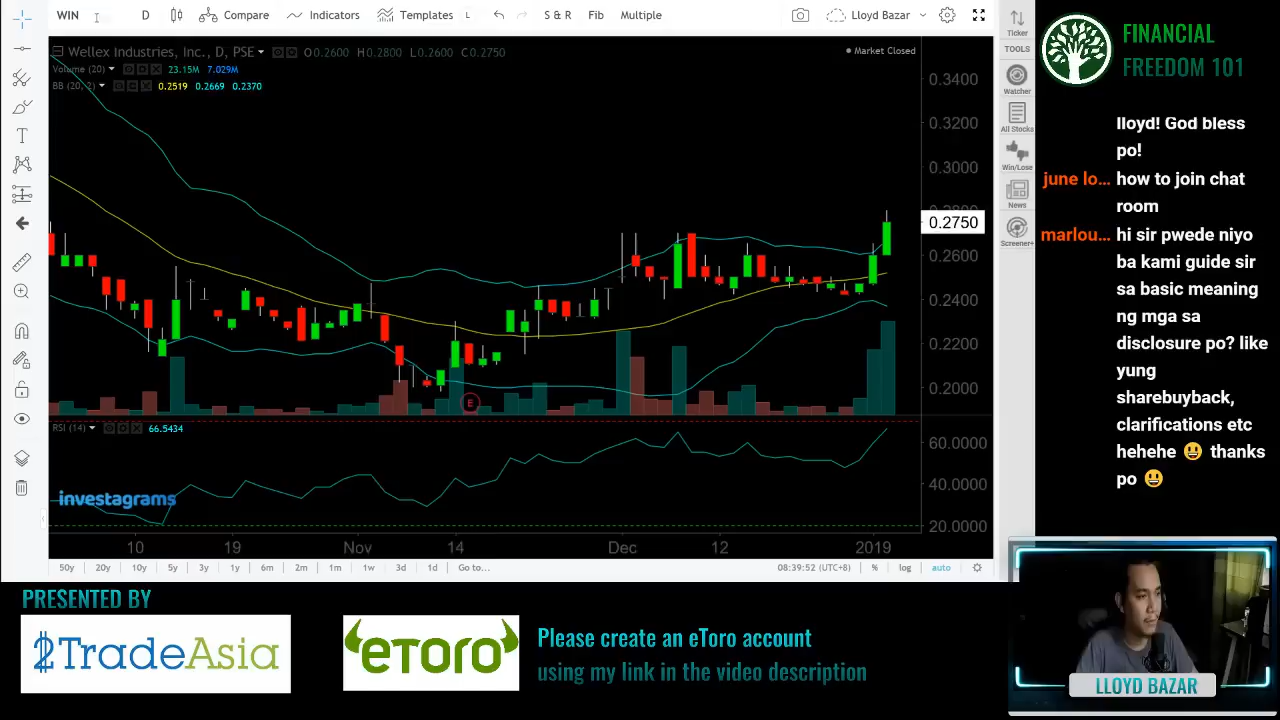 WIN
D
Compare
Indicators
Templates
L
S & R
Fib
Multiple
Lloyd Bazar
Wellex Industries, Inc., D, PSE
O0.2600 H0.2800 L0.2600 C0.2750
Market Closed
Volume (20)
23.15M 7.029M
BB (20, 2)
0.2519 0.2669 0.2370
0.3400
0.3200
0.3000
0.2800
0.2750
0.2600
0.2400
0.2200
0.2000
E
RSI (14)
66.5434
60.0000
40.0000
20.0000
investagrams
10
19
Nov
14
Dec
12
2019
50y
20y
10y
5y
3y
1y
6m
2m
1m
1w
3d
1d
Go to...
08:39:52 (UTC+8)
%
log
auto
Ticker
TOOLS
Watcher
All Stocks
Win/Lose
News
Screener+
FINANCIAL
FREEDOM 101
lloyd! God bless
po!
june lo... how to join chat
room
marlou... hi sir pwede niyo
ba kami guide sir
sa basic meaning
ng mga sa
disclosure po? like
yung
sharebuyback,
clarifications etc
hehehe 😃 thanks
po 😃
PRESENTED BY
2TradeAsia
eToro
Please create an eToro account
using my link in the video description
LLOYD BAZAR